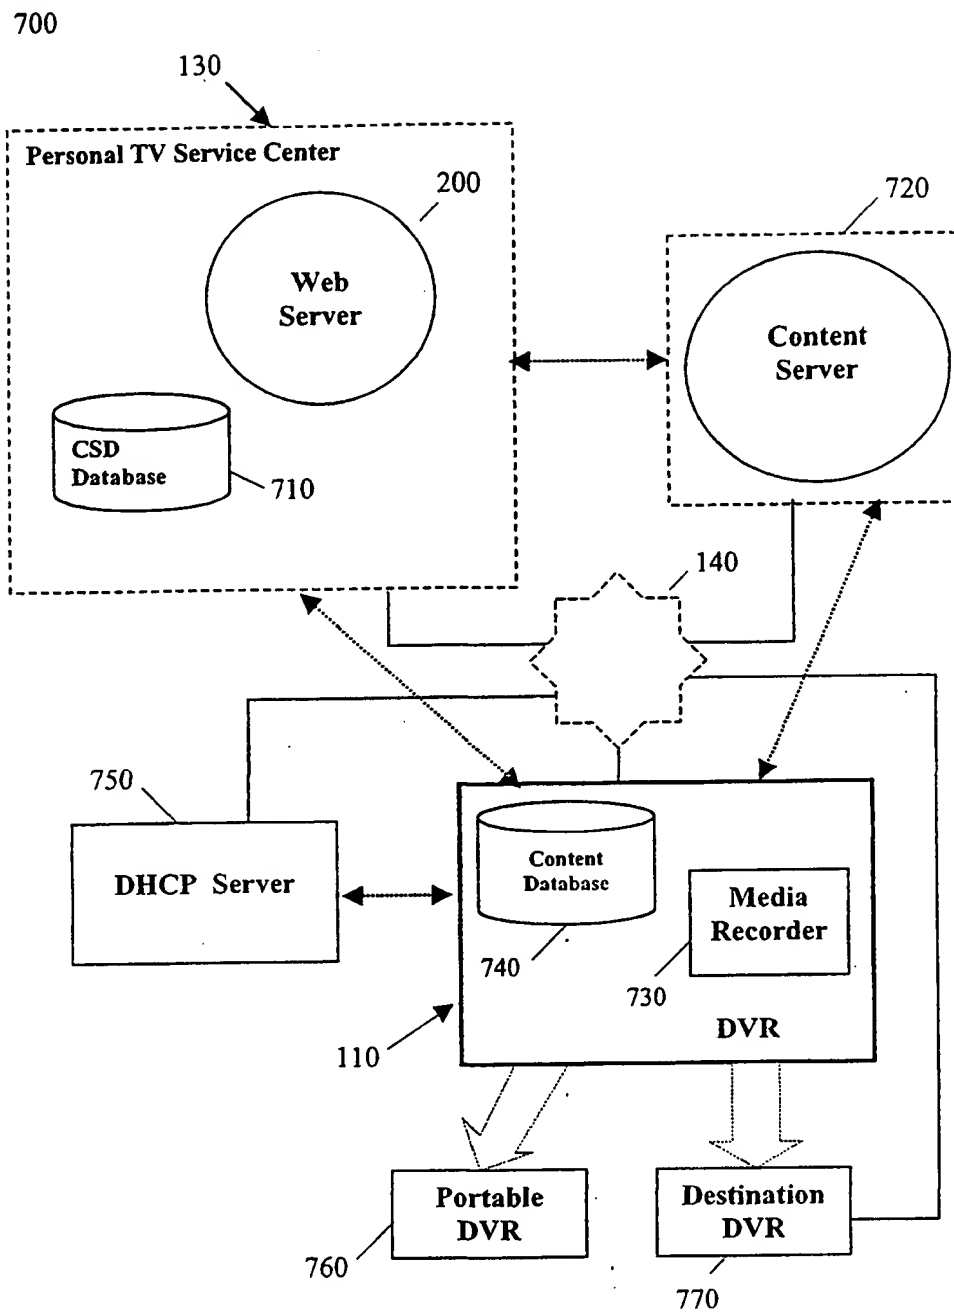 700
130
Personal TV Service Center
200
720
Web
Server
Content
Server
CSD
Database
710
140
750
DHCP Server
Content
Database
Media
Recorder
740
730
DVR
110
Portable
DVR
Destination
DVR
760
770